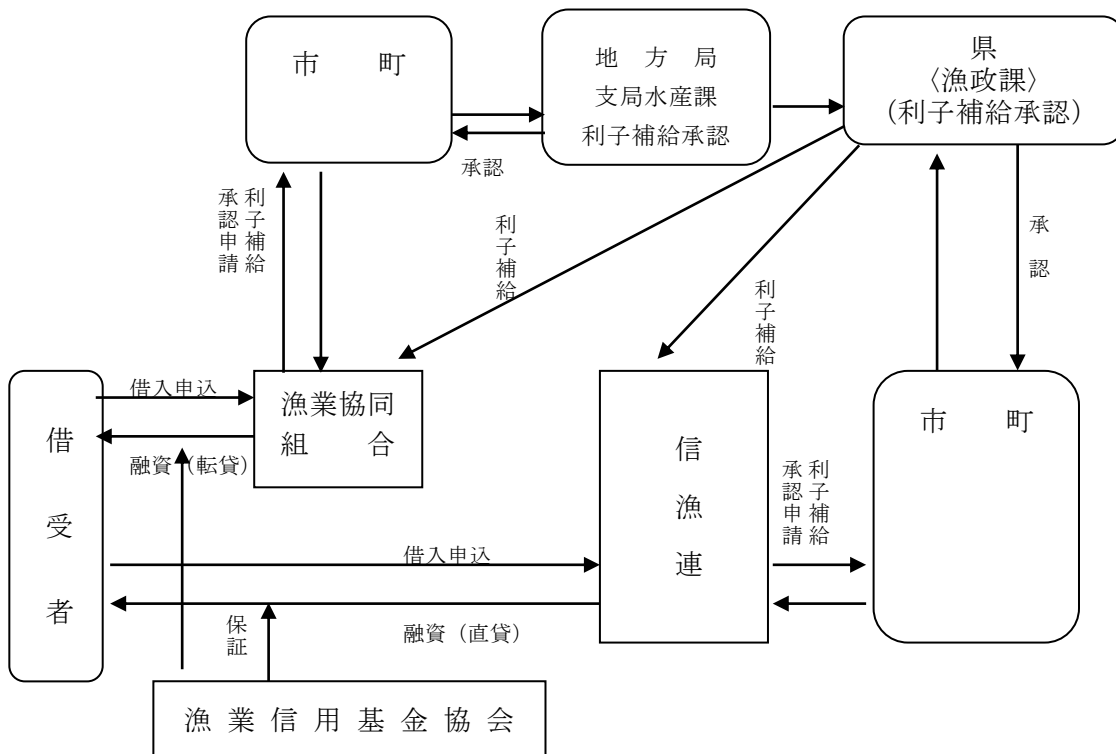 市　　町
地　方　局
支局水産課
利子補給承認
県
〈漁政課〉
（利子補給承認）
承認
利子補給
承認申請
利子補給
利子補給
承　認
借入申込
融資（転貸）
漁業協同
組　　合
借　受　者
信　漁　連
市　　町
利子補給
承認申請
借入申込
融資（直貸）
保証
漁 業 信 用 基 金 協 会